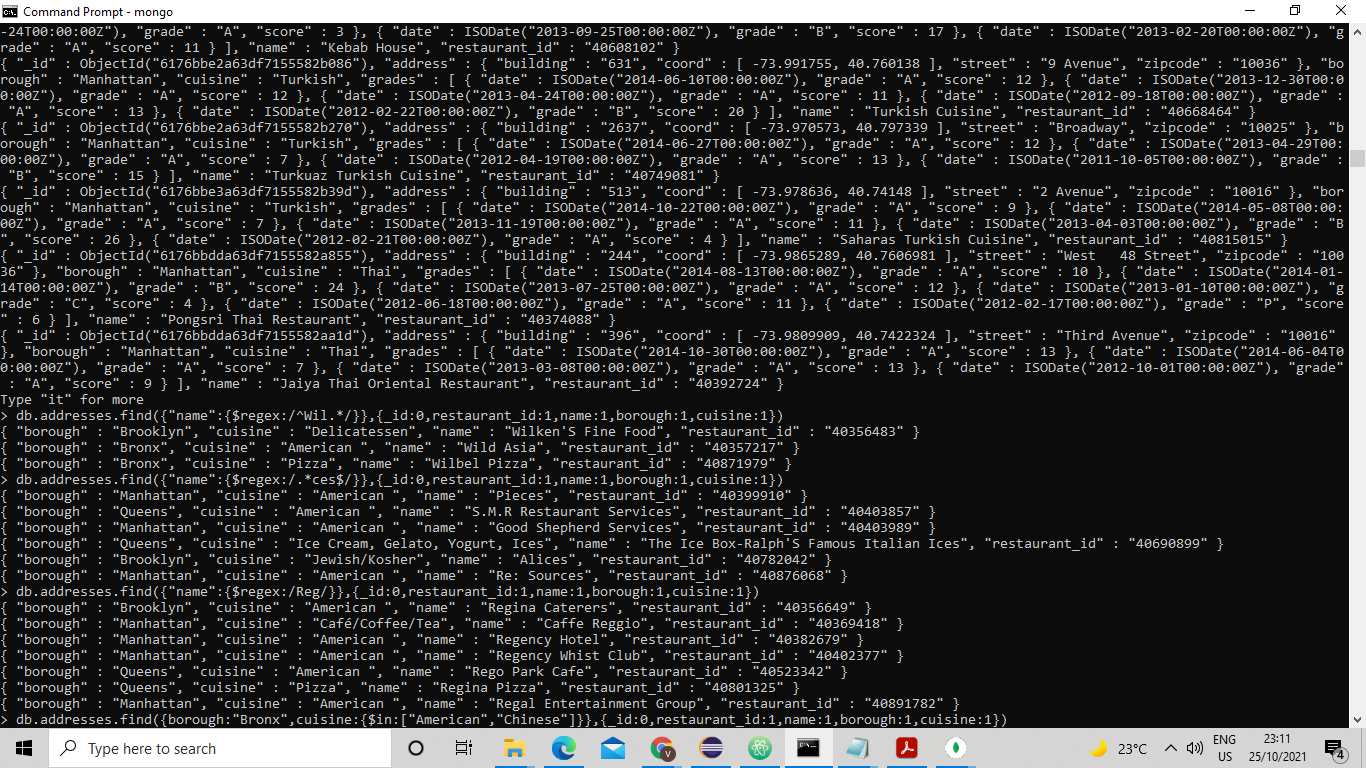 Command Prompt - mongo
-24T00:00:00Z"), "grade" : "A", "score" : 3 }, { "date" : ISODate("2013-09-25T00:00:00Z"), "grade" : "B", "score" : 17 }, { "date" : ISODate("2013-02-20T00:00:00Z"), "g
rade" : "A", "score" : 11 } ], "name" : "Kebab House", "restaurant_id" : "40608102" }
{ "_id" : ObjectId("6176bbe2a63df7155582b086"), "address" : { "building" : "631", "coord" : [ -73.991755, 40.760138 ], "street" : "9 Avenue", "zipcode" : "10036" }, "bo
rough" : "Manhattan", "cuisine" : "Turkish", "grades" : [ { "date" : ISODate("2014-06-10T00:00:00Z"), "grade" : "A", "score" : 12 }, { "date" : ISODate("2013-12-30T00:0
0:00Z"), "grade" : "A", "score" : 12 }, { "date" : ISODate("2013-04-24T00:00:00Z"), "grade" : "A", "score" : 11 }, { "date" : ISODate("2012-09-18T00:00:00Z"), "grade" :
 "A", "score" : 13 }, { "date" : ISODate("2012-02-22T00:00:00Z"), "grade" : "B", "score" : 20 } ], "name" : "Turkish Cuisine", "restaurant_id" : "40668464" }
{ "_id" : ObjectId("6176bbe2a63df7155582b270"), "address" : { "building" : "2637", "coord" : [ -73.970573, 40.797339 ], "street" : "Broadway", "zipcode" : "10025" }, "b
orough" : "Manhattan", "cuisine" : "Turkish", "grades" : [ { "date" : ISODate("2014-06-27T00:00:00Z"), "grade" : "A", "score" : 12 }, { "date" : ISODate("2013-04-29T00:
00:00Z"), "grade" : "A", "score" : 7 }, { "date" : ISODate("2012-04-19T00:00:00Z"), "grade" : "A", "score" : 13 }, { "date" : ISODate("2011-10-05T00:00:00Z"), "grade" :
 "B", "score" : 15 } ], "name" : "Turkuaz Turkish Cuisine", "restaurant_id" : "40749081" }
{ "_id" : ObjectId("6176bbe3a63df7155582b39d"), "address" : { "building" : "513", "coord" : [ -73.978636, 40.74148 ], "street" : "2 Avenue", "zipcode" : "10016" }, "bor
ough" : "Manhattan", "cuisine" : "Turkish", "grades" : [ { "date" : ISODate("2014-10-22T00:00:00Z"), "grade" : "A", "score" : 9 }, { "date" : ISODate("2014-05-08T00:00:
00Z"), "grade" : "A", "score" : 7 }, { "date" : ISODate("2013-11-19T00:00:00Z"), "grade" : "A", "score" : 11 }, { "date" : ISODate("2013-04-03T00:00:00Z"), "grade" : "B
", "score" : 26 }, { "date" : ISODate("2012-02-21T00:00:00Z"), "grade" : "A", "score" : 4 } ], "name" : "Saharas Turkish Cuisine", "restaurant_id" : "40815015" }
{ "_id" : ObjectId("6176bbdda63df7155582a855"), "address" : { "building" : "244", "coord" : [ -73.9865289, 40.7606981 ], "street" : "West   48 Street", "zipcode" : "100
36" }, "borough" : "Manhattan", "cuisine" : "Thai", "grades" : [ { "date" : ISODate("2014-08-13T00:00:00Z"), "grade" : "A", "score" : 10 }, { "date" : ISODate("2014-01-
14T00:00:00Z"), "grade" : "B", "score" : 24 }, { "date" : ISODate("2013-07-25T00:00:00Z"), "grade" : "A", "score" : 12 }, { "date" : ISODate("2013-01-10T00:00:00Z"), "g
rade" : "C", "score" : 4 }, { "date" : ISODate("2012-06-18T00:00:00Z"), "grade" : "A", "score" : 11 }, { "date" : ISODate("2012-02-17T00:00:00Z"), "grade" : "P", "score
" : 6 } ], "name" : "Pongsri Thai Restaurant", "restaurant_id" : "40374088" }
{ "_id" : ObjectId("6176bbdda63df7155582aa1d"), "address" : { "building" : "396", "coord" : [ -73.9809909, 40.7422324 ], "street" : "Third Avenue", "zipcode" : "10016"
}, "borough" : "Manhattan", "cuisine" : "Thai", "grades" : [ { "date" : ISODate("2014-10-30T00:00:00Z"), "grade" : "A", "score" : 13 }, { "date" : ISODate("2014-06-04T0
0:00:00Z"), "grade" : "A", "score" : 7 }, { "date" : ISODate("2013-03-08T00:00:00Z"), "grade" : "A", "score" : 13 }, { "date" : ISODate("2012-10-01T00:00:00Z"), "grade"
 : "A", "score" : 9 } ], "name" : "Jaiya Thai Oriental Restaurant", "restaurant_id" : "40392724" }
Type "it" for more
> db.addresses.find({"name":{$regex:/^Wil.*/}},{_id:0,restaurant_id:1,name:1,borough:1,cuisine:1})
{ "borough" : "Brooklyn", "cuisine" : "Delicatessen", "name" : "Wilken'S Fine Food", "restaurant_id" : "40356483" }
{ "borough" : "Bronx", "cuisine" : "American ", "name" : "Wild Asia", "restaurant_id" : "40357217" }
{ "borough" : "Bronx", "cuisine" : "Pizza", "name" : "Wilbel Pizza", "restaurant_id" : "40871979" }
> db.addresses.find({"name":{$regex:/.*ces$/}},{_id:0,restaurant_id:1,name:1,borough:1,cuisine:1})
{ "borough" : "Manhattan", "cuisine" : "American ", "name" : "Pieces", "restaurant_id" : "40399910" }
{ "borough" : "Queens", "cuisine" : "American ", "name" : "S.M.R Restaurant Services", "restaurant_id" : "40403857" }
{ "borough" : "Manhattan", "cuisine" : "American ", "name" : "Good Shepherd Services", "restaurant_id" : "40403989" }
{ "borough" : "Queens", "cuisine" : "Ice Cream, Gelato, Yogurt, Ices", "name" : "The Ice Box-Ralph'S Famous Italian Ices", "restaurant_id" : "40690899" }
{ "borough" : "Brooklyn", "cuisine" : "Jewish/Kosher", "name" : "Alices", "restaurant_id" : "40782042" }
{ "borough" : "Manhattan", "cuisine" : "American ", "name" : "Re: Sources", "restaurant_id" : "40876068" }
> db.addresses.find({"name":{$regex:/Reg/}},{_id:0,restaurant_id:1,name:1,borough:1,cuisine:1})
{ "borough" : "Brooklyn", "cuisine" : "American ", "name" : "Regina Caterers", "restaurant_id" : "40356649" }
{ "borough" : "Manhattan", "cuisine" : "Café/Coffee/Tea", "name" : "Caffe Reggio", "restaurant_id" : "40369418" }
{ "borough" : "Manhattan", "cuisine" : "American ", "name" : "Regency Hotel", "restaurant_id" : "40382679" }
{ "borough" : "Manhattan", "cuisine" : "American ", "name" : "Regency Whist Club", "restaurant_id" : "40402377" }
{ "borough" : "Queens", "cuisine" : "American ", "name" : "Rego Park Cafe", "restaurant_id" : "40523342" }
{ "borough" : "Queens", "cuisine" : "Pizza", "name" : "Regina Pizza", "restaurant_id" : "40801325" }
{ "borough" : "Manhattan", "cuisine" : "American ", "name" : "Regal Entertainment Group", "restaurant_id" : "40891782" }
> db.addresses.find({borough:"Bronx",cuisine:{$in:["American","Chinese"]}},{_id:0,restaurant_id:1,name:1,borough:1,cuisine:1})
Type here to search
V
23°C
ENG
US
23:11
25/10/2021
4